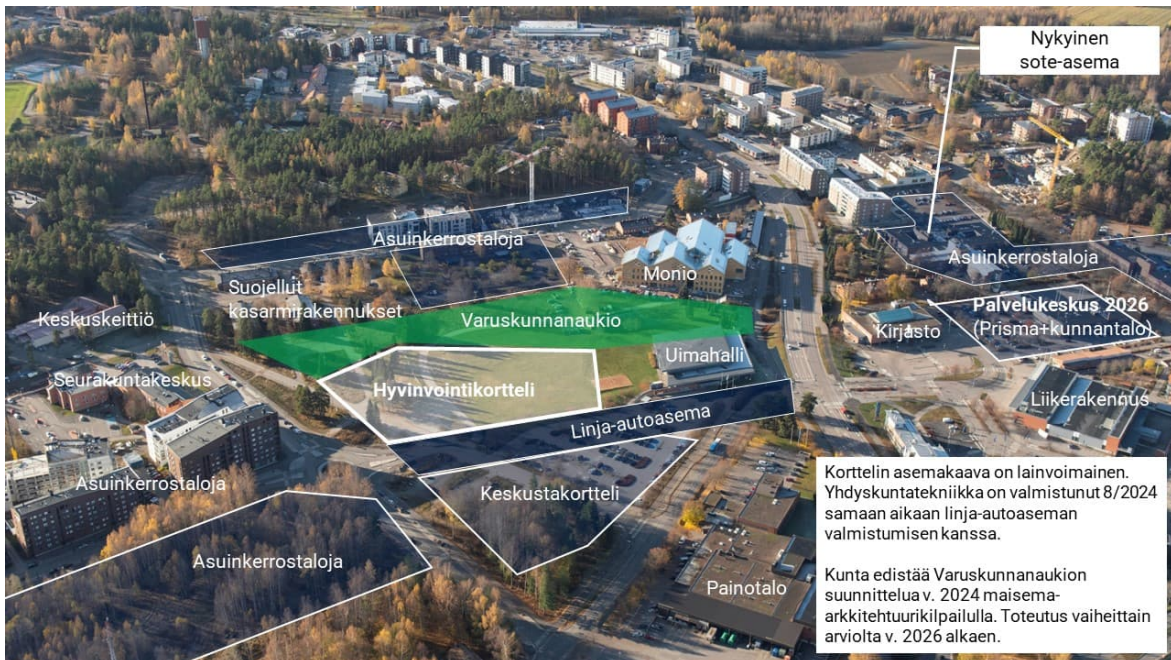 Nykyinen
sote-asema
Asuinkerrostaloja
Monio
Asuinkerrostaloja
Suojellut
kasarmirakennukset
Keskuskeittiö
Varuskunnanaukio
Kirjasto
Palvelukeskus 2026
(Prisma+kunnantalo)
Uimahalli
Seurakuntakeskus
Hyvinvointikortteli
Liikerakennus
Linja-autoasema
Asuinkerrostaloja
Keskustakortteli
Asuinkerrostaloja
Painotalo
Korttelin asemakaava on lainvoimainen.
Yhdyskuntatekniikka on valmistunut 8/2024
samaan aikaan linja-autoaseman
valmistumisen kanssa.
Kunta edistää Varuskunnanaukion
suunnittelua v. 2024 maisema-
arkkitehtuurikilpailulla. Toteutus vaiheittain
arviolta v. 2026 alkaen.